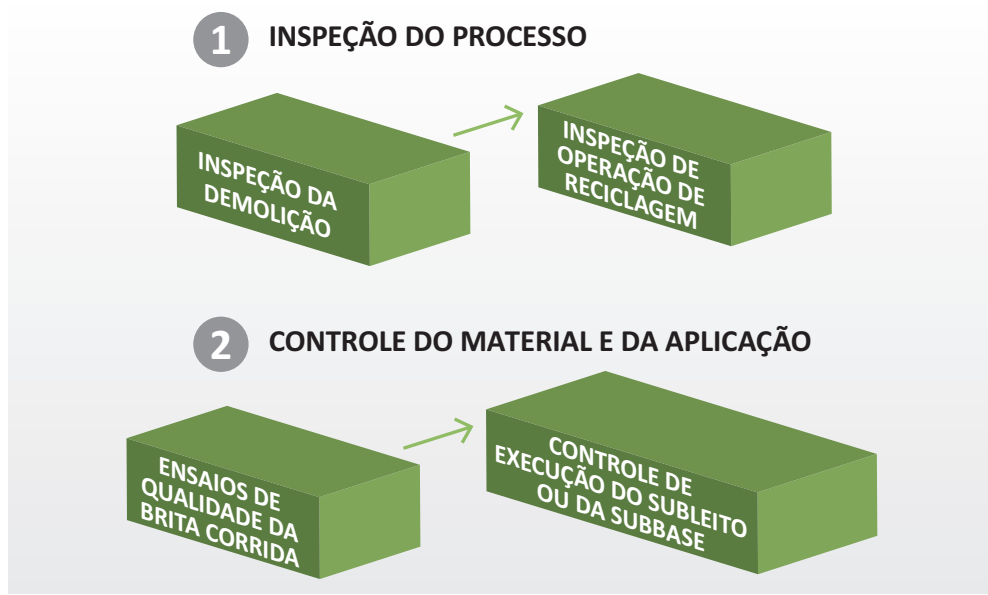 1 INSPEÇÃO DO PROCESSO
INSPEÇÃO DA
DEMOLIÇÃO
INSPEÇÃO DE
OPERAÇÃO DE
RECICLAGEM
2 CONTROLE DO MATERIAL E DA APLICAÇÃO
ENSAIOS DE
QUALIDADE DA
BRITA CORRIDA
CONTROLE DE
EXECUÇÃO DO SUBLEITO
OU DA SUBBASE